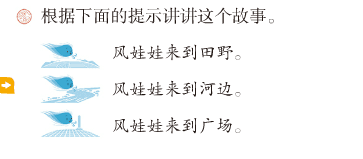 根据下面的提示讲讲这个故事。
风娃娃来到田野。
风娃娃来到河边。
风娃娃来到广场。